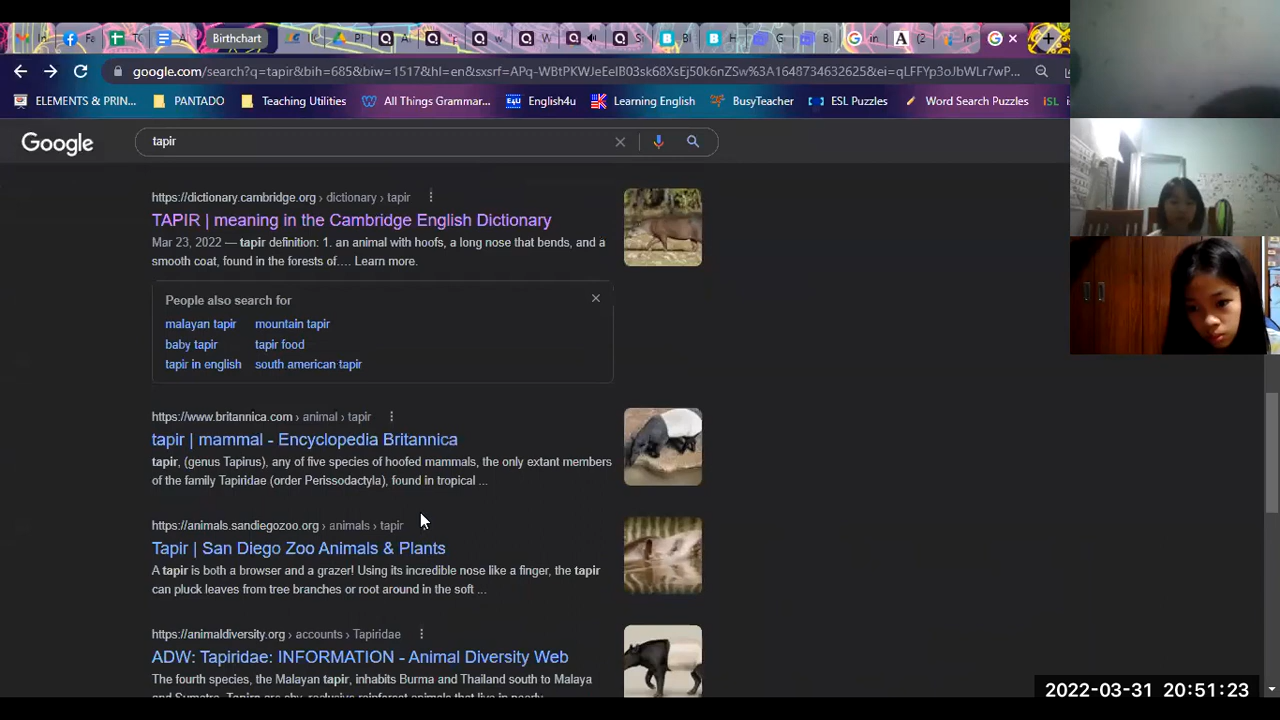 Fa
Birthchart
google.com/search?q=tapir&bih=685&biw=1517&hl=en&sxsrf=APq-WBtPKWJeEeIB03sk68XsEj50k6nZSw%3A1648734632625&ei=qLFFYp3oJbWLr7wP...
ELEMENTS & PRIN...
PANTADO
Teaching Utilities
All Things Grammar...
English4u
Learning English
BusyTeacher
ESL Puzzles
Word Search Puzzles
iSL
Google
tapir
https://dictionary.cambridge.org › dictionary › tapir
TAPIR | meaning in the Cambridge English Dictionary
Mar 23, 2022 — tapir definition: 1. an animal with hoofs, a long nose that bends, and a
smooth coat, found in the forests of.... Learn more.
People also search for
malayan tapir mountain tapir
baby tapir tapir food
tapir in english south american tapir
https://www.britannica.com › animal › tapir
tapir | mammal - Encyclopedia Britannica
tapir, (genus Tapirus), any of five species of hoofed mammals, the only extant members
of the family Tapiridae (order Perissodactyla), found in tropical ...
https://animals.sandiegozoo.org › animals › tapir
Tapir | San Diego Zoo Animals & Plants
A tapir is both a browser and a grazer! Using its incredible nose like a finger, the tapir
can pluck leaves from tree branches or root around in the soft ...
https://animaldiversity.org › accounts › Tapiridae
ADW: Tapiridae: INFORMATION - Animal Diversity Web
The fourth species, the Malayan tapir, inhabits Burma and Thailand south to Malaya
2022-03-31 20:51:23